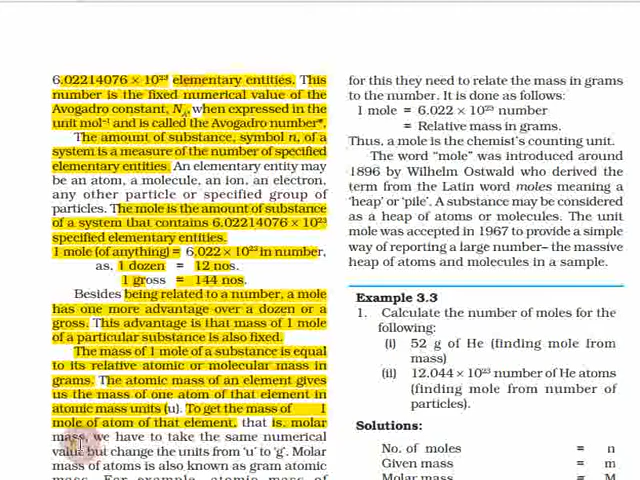 6.02214076 × 10²³ elementary entities. This
number is the fixed numerical value of the
Avogadro constant, N_A, when expressed in the
unit mol⁻¹ and is called the Avogadro number*.
The amount of substance, symbol n, of a
system is a measure of the number of specified
elementary entities. An elementary entity may
be an atom, a molecule, an ion, an electron,
any other particle or specified group of
particles. The mole is the amount of substance
of a system that contains 6.02214076 × 10²³
specified elementary entities.
1 mole (of anything) = 6.022 × 10²³ in number,
as, 1 dozen = 12 nos.
1 gross = 144 nos.
Besides being related to a number, a mole
has one more advantage over a dozen or a
gross. This advantage is that mass of 1 mole
of a particular substance is also fixed.
The mass of 1 mole of a substance is equal
to its relative atomic or molecular mass in
grams. The atomic mass of an element gives
us the mass of one atom of that element in
atomic mass units (u). To get the mass of 1
mole of atom of that element, that is, molar
mass, we have to take the same numerical
value but change the units from 'u' to 'g'. Molar
mass of atoms is also known as gram atomic
mass. For example, atomic mass of
for this they need to relate the mass in grams
to the number. It is done as follows:
1 mole = 6.022 × 10²³ number
= Relative mass in grams.
Thus, a mole is the chemist's counting unit.
The word "mole" was introduced around
1896 by Wilhelm Ostwald who derived the
term from the Latin word moles meaning a
'heap' or 'pile'. A substance may be considered
as a heap of atoms or molecules. The unit
mole was accepted in 1967 to provide a simple
way of reporting a large number– the massive
heap of atoms and molecules in a sample.
Example 3.3
1. Calculate the number of moles for the
following:
(i) 52 g of He (finding mole from
mass)
(ii) 12.044 × 10²³ number of He atoms
(finding mole from number of
particles).
Solutions:
No. of moles = n
Given mass = m
Molar mass = M